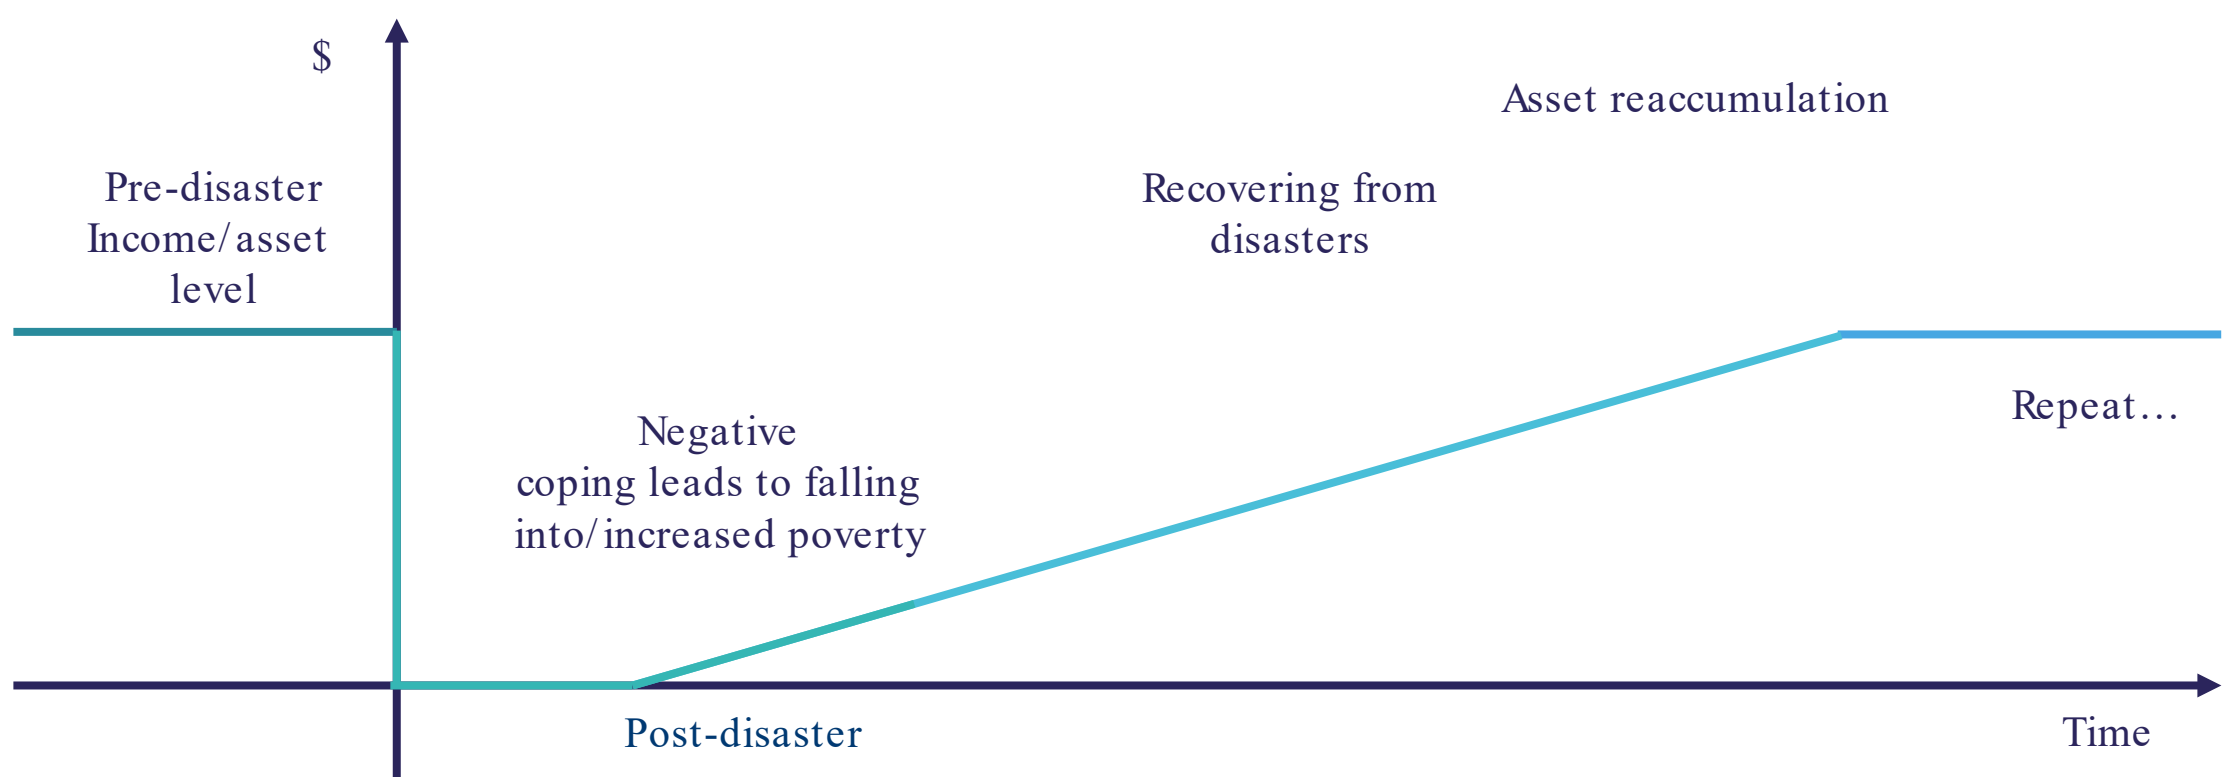 $
Asset reaccumulation
Pre-disaster
Income/asset
level
Recovering from
disasters
Negative
coping leads to falling
into/increased poverty
Repeat…
Post-disaster
Time